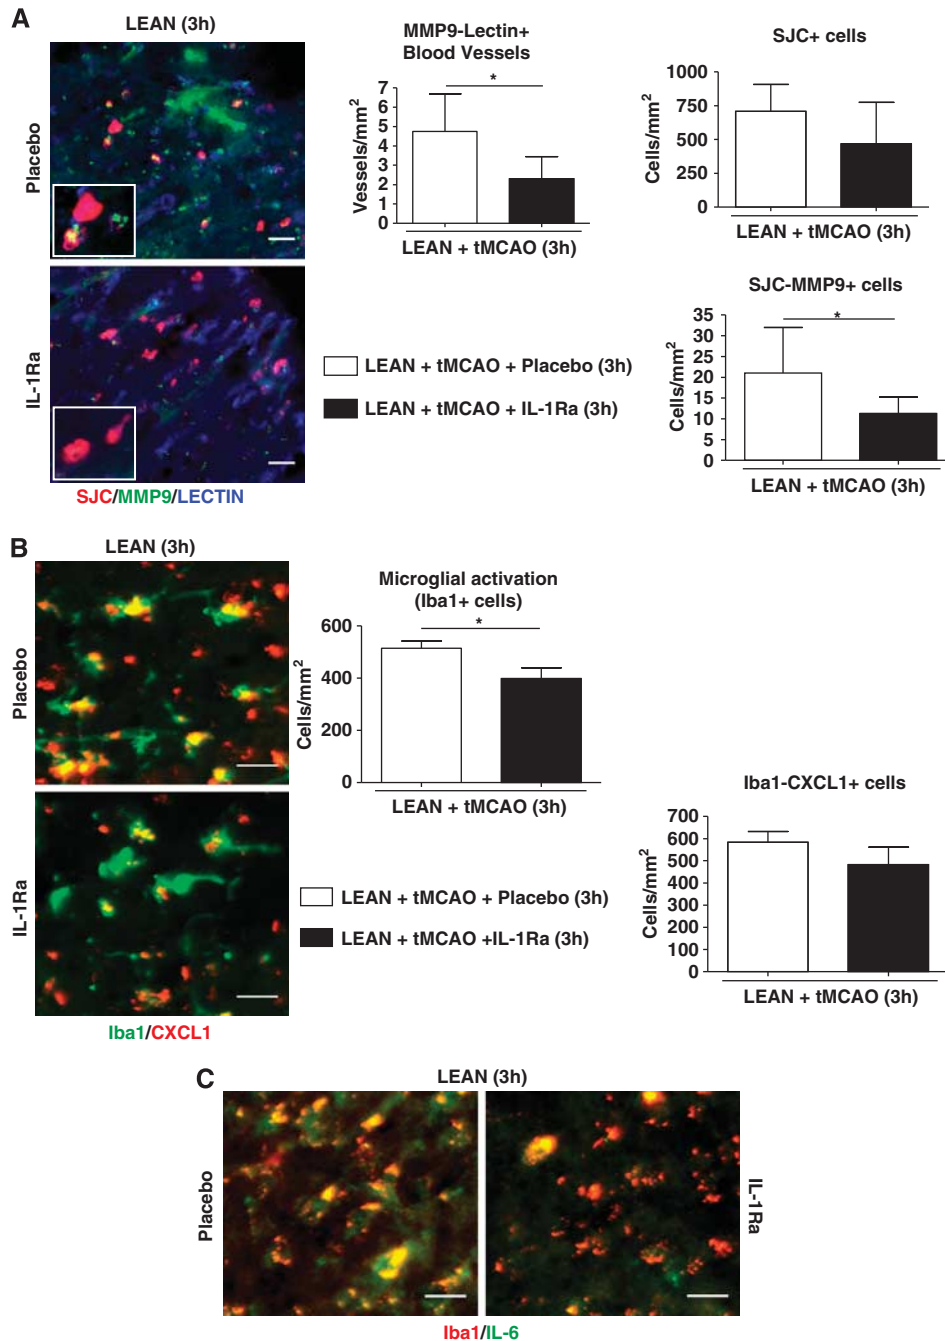 A
LEAN (3h)
Placebo
IL-1Ra
SJC/MMP9/LECTIN
MMP9-Lectin+
Blood Vessels
Vessels/mm²
7
6
5
4
3
2
1
0
*
LEAN + tMCAO (3h)
SJC+ cells
Cells/mm²
1000
750
500
250
0
LEAN + tMCAO (3h)
LEAN + tMCAO + Placebo (3h)
LEAN + tMCAO + IL-1Ra (3h)
SJC-MMP9+ cells
Cells/mm²
35
30
25
20
15
10
5
0
*
LEAN + tMCAO (3h)
B
LEAN (3h)
Placebo
IL-1Ra
Iba1/CXCL1
Microglial activation
(Iba1+ cells)
Cells/mm²
600
400
200
0
*
LEAN + tMCAO (3h)
LEAN + tMCAO + Placebo (3h)
LEAN + tMCAO +IL-1Ra (3h)
Iba1-CXCL1+ cells
Cells/mm²
700
600
500
400
300
200
100
0
LEAN + tMCAO (3h)
C
LEAN (3h)
Placebo
IL-1Ra
Iba1/IL-6